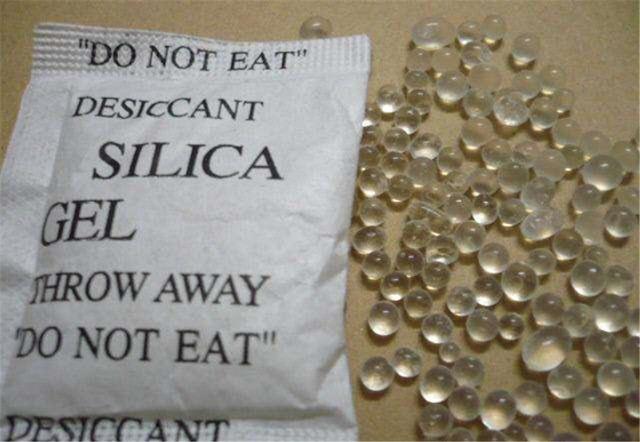 "DO NOT EAT"
DESICCANT
SILICA
GEL
THROW AWAY
"DO NOT EAT"
DESICCANT